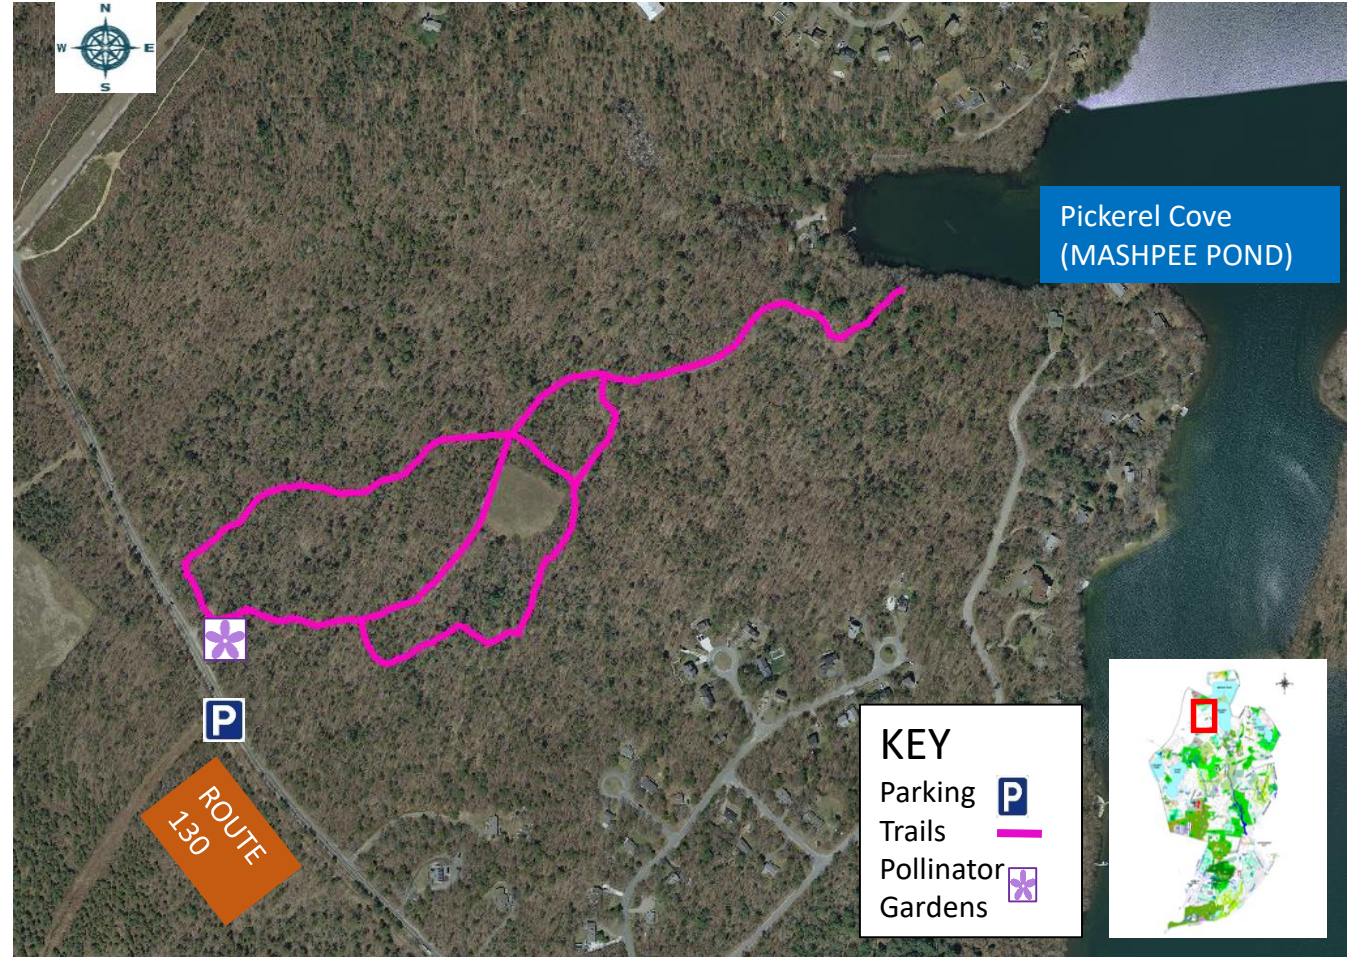 N
W E
S
Pickerel Cove
(MASHPEE POND)
P
ROUTE
130
KEY
Parking P
Trails
Pollinator
Gardens